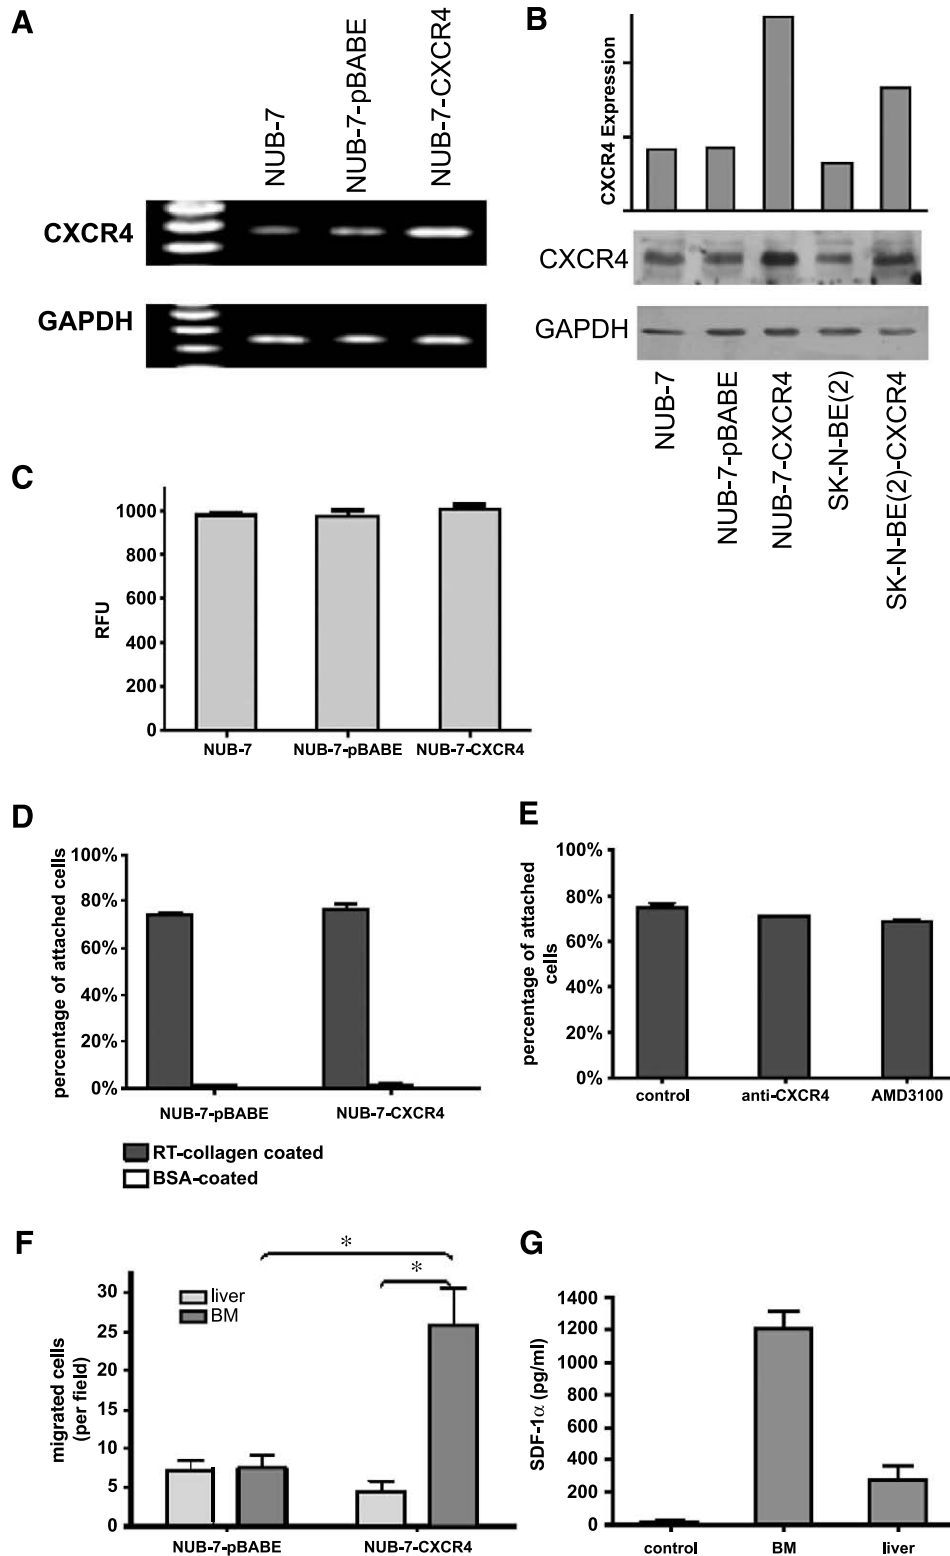 A
NUB-7
NUB-7-pBABE
NUB-7-CXCR4
CXCR4
GAPDH
B
CXCR4 Expression
CXCR4
GAPDH
NUB-7
NUB-7-pBABE
NUB-7-CXCR4
SK-N-BE(2)
SK-N-BE(2)-CXCR4
C
RFU
1000
800
600
400
200
0
NUB-7
NUB-7-pBABE
NUB-7-CXCR4
D
percentage of attached cells
100%
80%
60%
40%
20%
0%
NUB-7-pBABE
NUB-7-CXCR4
RT-collagen coated
BSA-coated
E
percentage of attached
cells
100%
80%
60%
40%
20%
0%
control
anti-CXCR4
AMD3100
F
migrated cells
(per field)
30
25
20
15
10
5
0
liver
BM
*
*
NUB-7-pBABE
NUB-7-CXCR4
G
SDF-1α (pg/ml)
1400
1200
1000
800
600
400
200
0
control
BM
liver